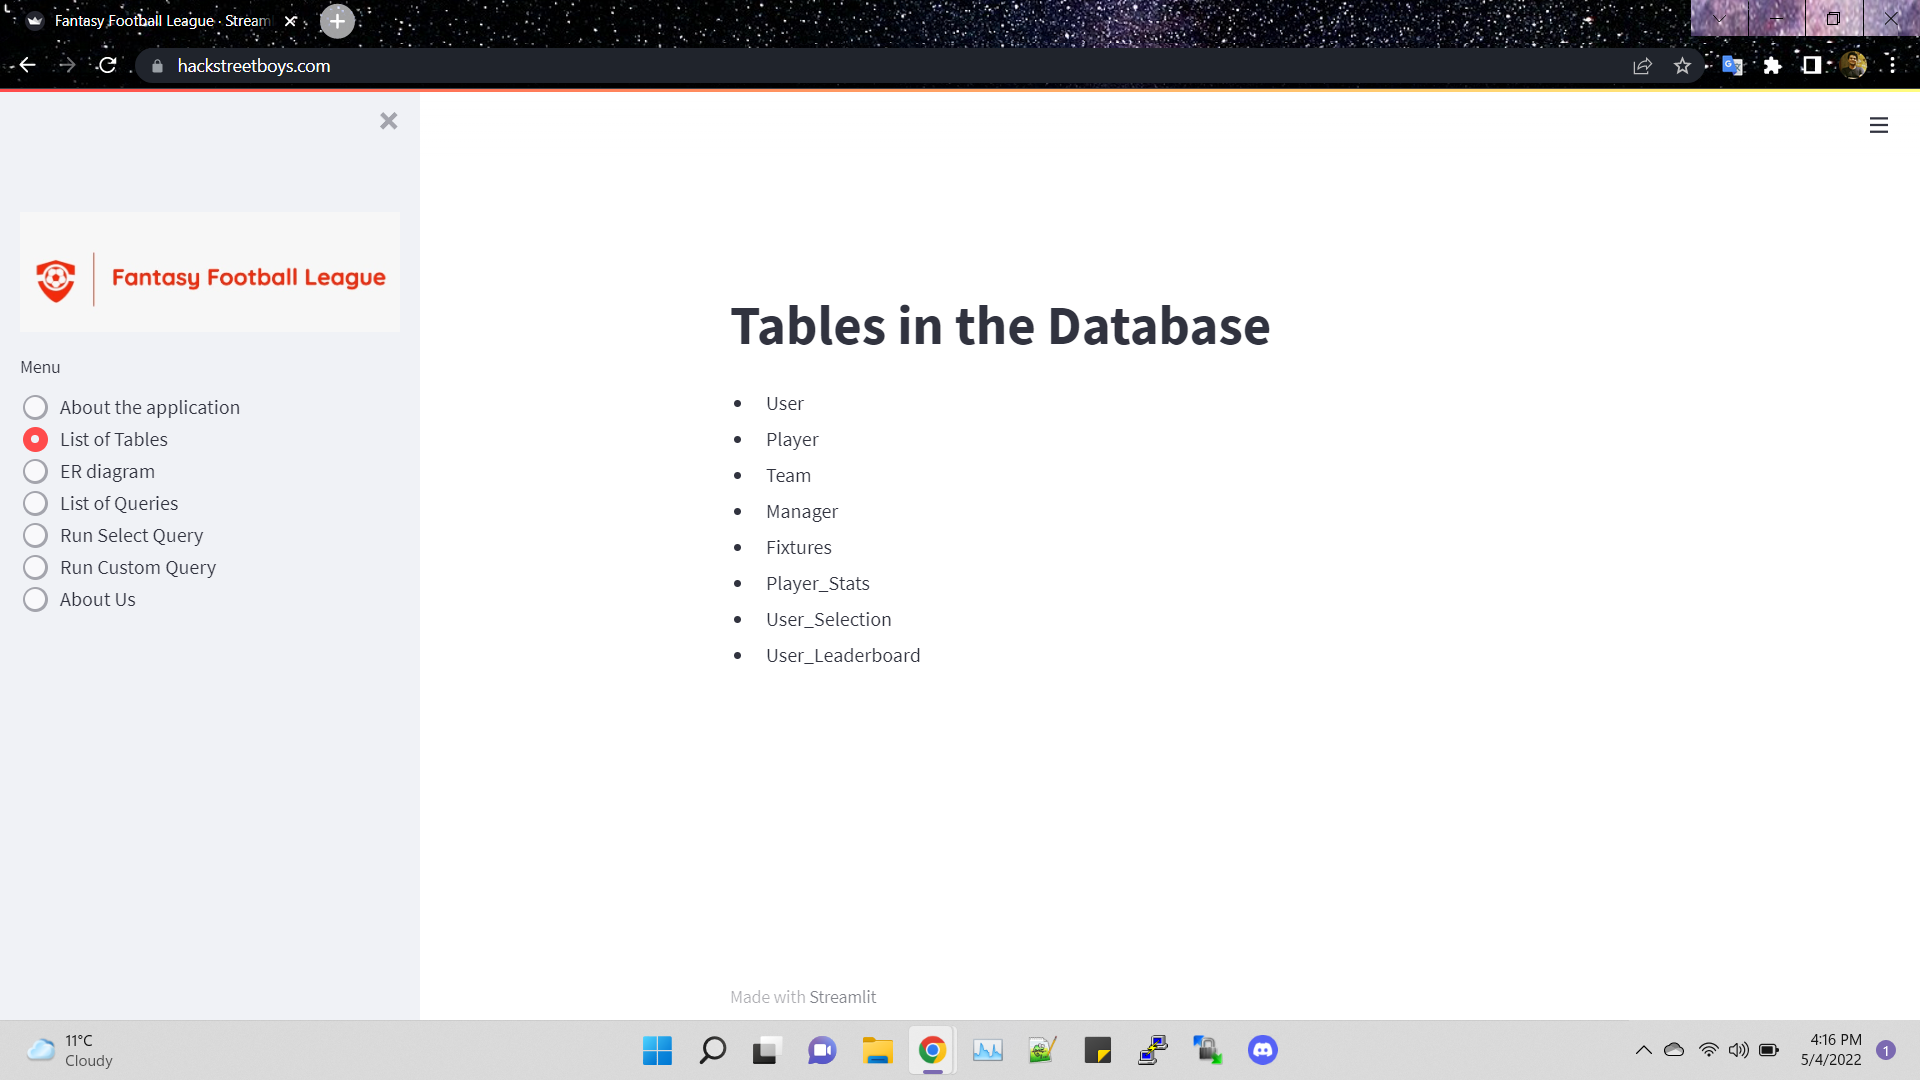 Fantasy Football League · Stream
hackstreetboys.com
Fantasy Football League
Menu
About the application
List of Tables
ER diagram
List of Queries
Run Select Query
Run Custom Query
About Us
Tables in the Database
User
Player
Team
Manager
Fixtures
Player_Stats
User_Selection
User_Leaderboard
Made with Streamlit
11°C
Cloudy
4:16 PM
5/4/2022
1